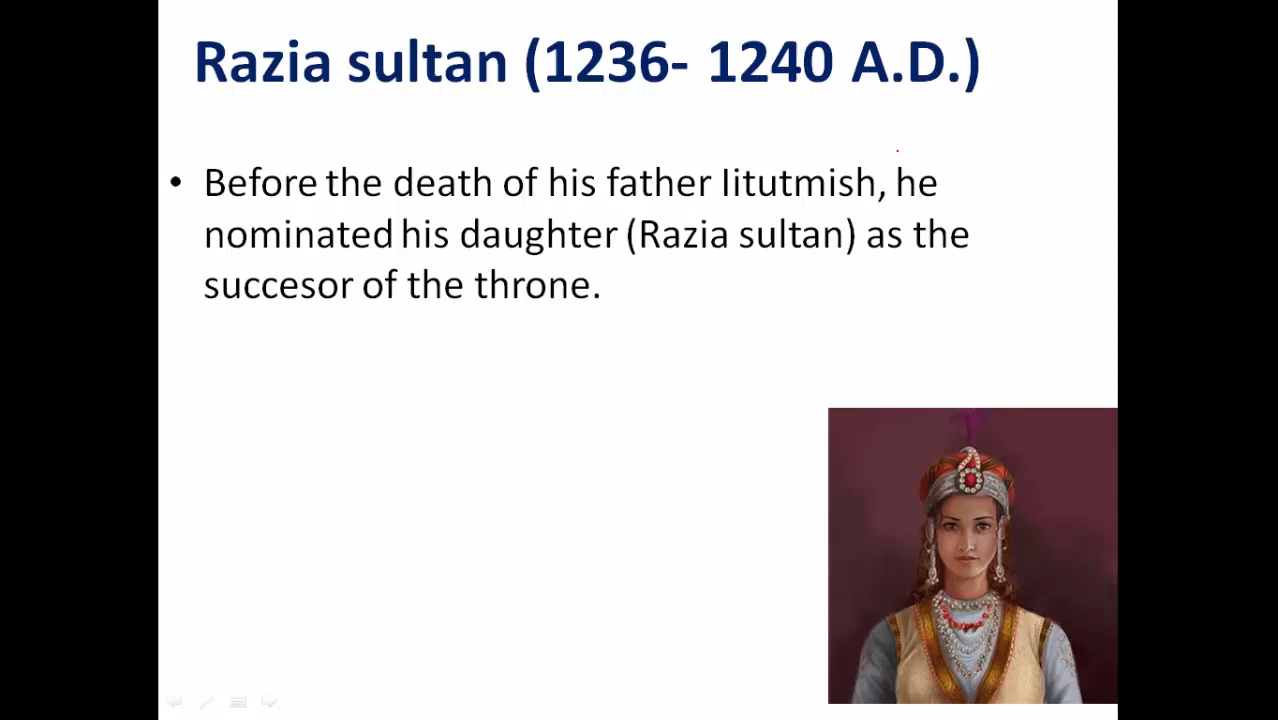 Razia sultan (1236- 1240 A.D.)
• Before the death of his father Iitutmish, he
nominated his daughter (Razia sultan) as the
succesor of the throne.